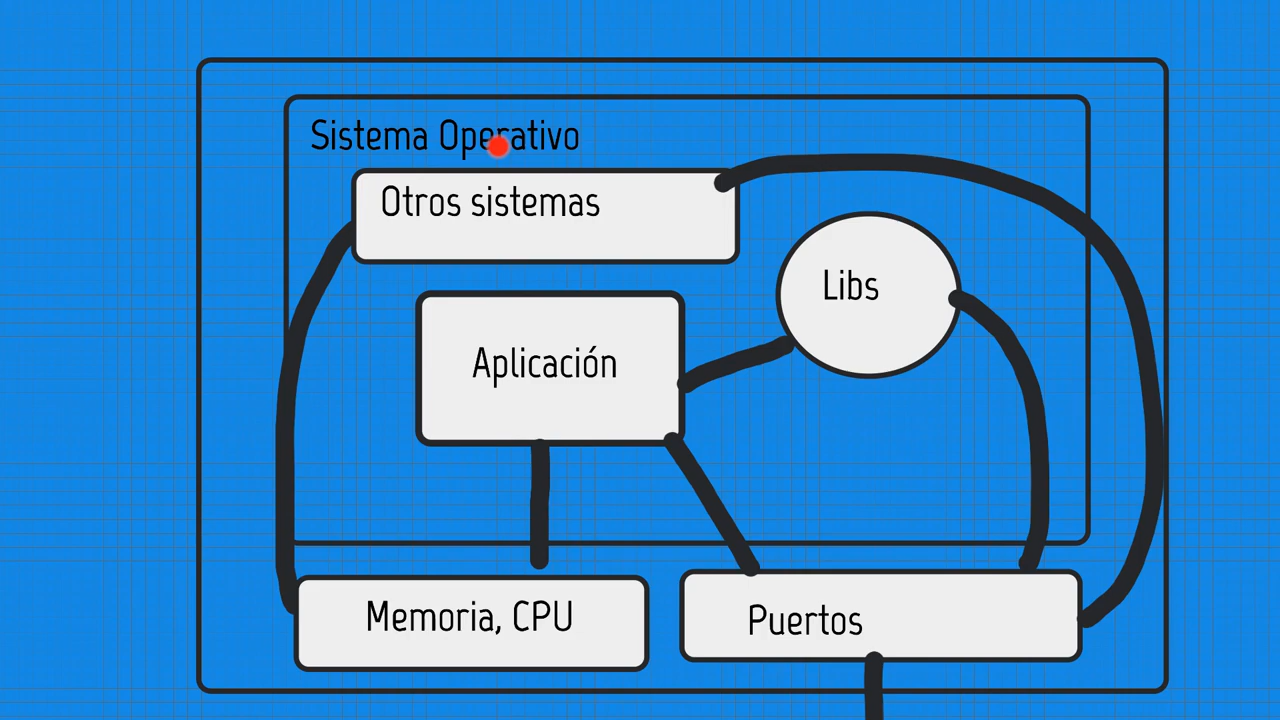 Sistema Operativo
Otros sistemas
Libs
Aplicación
Memoria, CPU
Puertos